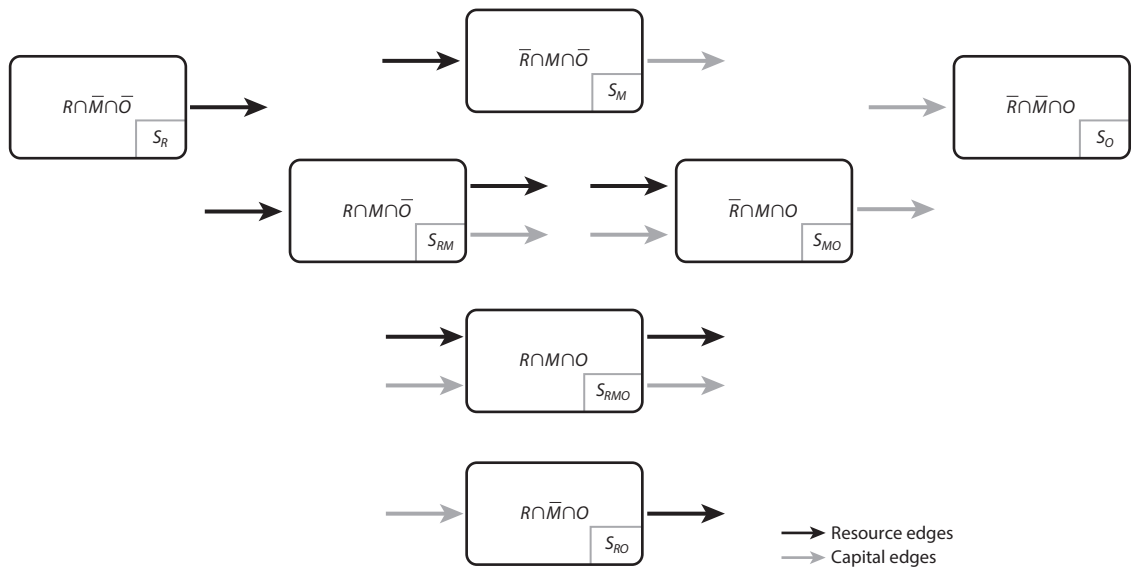 R̅∩M∩O̅
S_M
R∩M̅∩O̅
S_R
R̅∩M̅∩O
S_O
R∩M∩O̅
S_RM
R̅∩M∩O
S_MO
R∩M∩O
S_RMO
R∩M̅∩O
S_RO
Resource edges
Capital edges